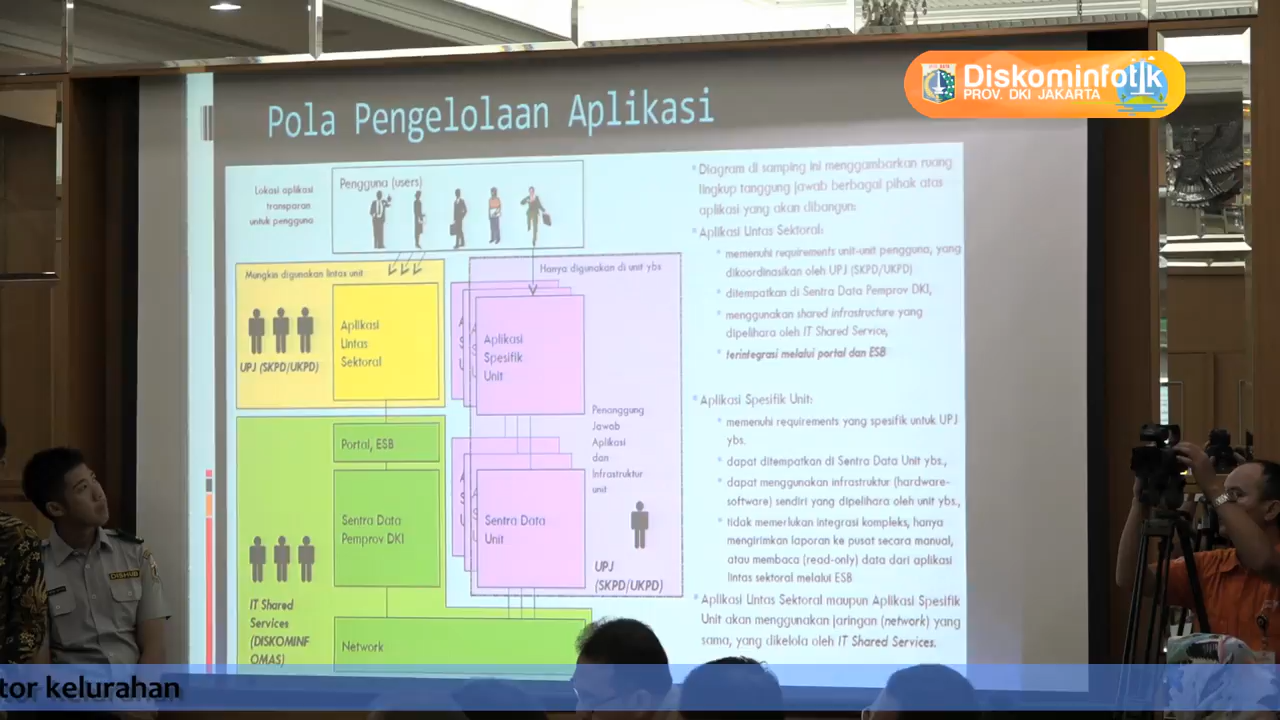 Diskominfotik
PROV. DKI JAKARTA
Pola Pengelolaan Aplikasi
Lokasi aplikasi
transparan
untuk pengguna
Pengguna (users)
Mungkin digunakan lintas unit
Hanya digunakan di unit ybs
UPJ (SKPD/UKPD)
Aplikasi
Lintas
Sektoral
Aplikasi
Spesifik
Unit
Portal, ESB
Penanggung
Jawab
Aplikasi
dan
Infrastruktur
unit
Sentra Data
Pemprov DKI
Sentra Data
Unit
UPJ
(SKPD/UKPD)
IT Shared
Services
(DISKOMINF
OMAS)
Network
Diagram di samping ini menggambarkan ruang
lingkup tanggung jawab berbagai pihak atas
aplikasi yang akan dibangun:
Aplikasi Lintas Sektoral:
memenuhi requirements unit-unit pengguna, yang
dikoordinasikan oleh UPJ (SKPD/UKPD)
ditempatkan di Sentra Data Pemprov DKI,
menggunakan shared infrastructure yang
dipelihara oleh IT Shared Service,
terintegrasi melalui portal dan ESB
Aplikasi Spesifik Unit:
memenuhi requirements yang spesifik untuk UPJ
ybs.
dapat ditempatkan di Sentra Data Unit ybs.,
dapat menggunakan infrastruktur (hardware-
software) sendiri yang dipelihara oleh unit ybs.,
tidak memerlukan integrasi kompleks, hanya
mengirimkan laporan ke pusat secara manual,
atau membaca (read-only) data dari aplikasi
lintas sektoral melalui ESB
Aplikasi Lintas Sektoral maupun Aplikasi Spesifik
Unit akan menggunakan jaringan (network) yang
sama, yang dikelola oleh IT Shared Services.
DISHUB
tor kelurahan